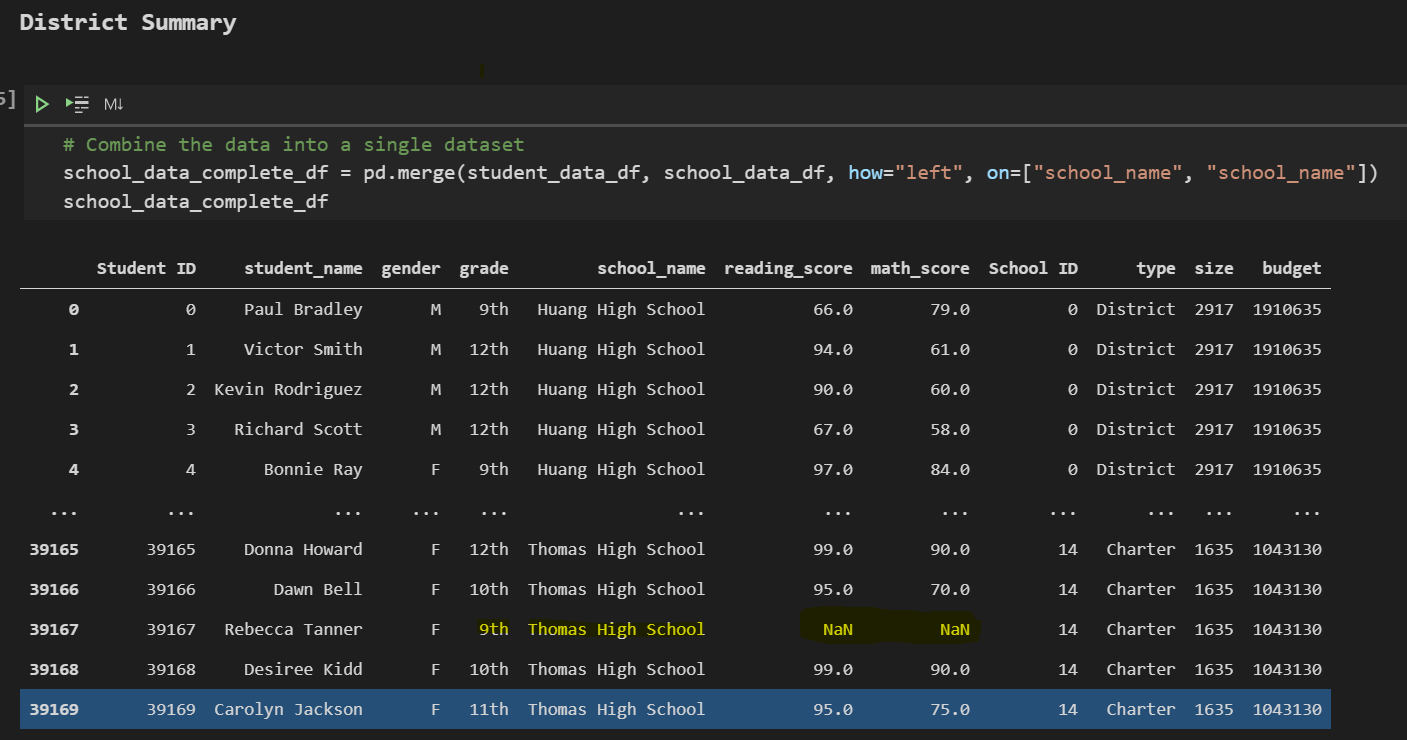 District Summary
5]
M↓
# Combine the data into a single dataset
school_data_complete_df = pd.merge(student_data_df, school_data_df, how="left", on=["school_name", "school_name"])
school_data_complete_df
Student ID student_name gender grade school_name reading_score math_score School ID type size budget
0 0 Paul Bradley M 9th Huang High School 66.0 79.0 0 District 2917 1910635
1 1 Victor Smith M 12th Huang High School 94.0 61.0 0 District 2917 1910635
2 2 Kevin Rodriguez M 12th Huang High School 90.0 60.0 0 District 2917 1910635
3 3 Richard Scott M 12th Huang High School 67.0 58.0 0 District 2917 1910635
4 4 Bonnie Ray F 9th Huang High School 97.0 84.0 0 District 2917 1910635
... ... ... ... ... ... ... ... ... ... ... ...
39165 39165 Donna Howard F 12th Thomas High School 99.0 90.0 14 Charter 1635 1043130
39166 39166 Dawn Bell F 10th Thomas High School 95.0 70.0 14 Charter 1635 1043130
39167 39167 Rebecca Tanner F 9th Thomas High School NaN NaN 14 Charter 1635 1043130
39168 39168 Desiree Kidd F 10th Thomas High School 99.0 90.0 14 Charter 1635 1043130
39169 39169 Carolyn Jackson F 11th Thomas High School 95.0 75.0 14 Charter 1635 1043130